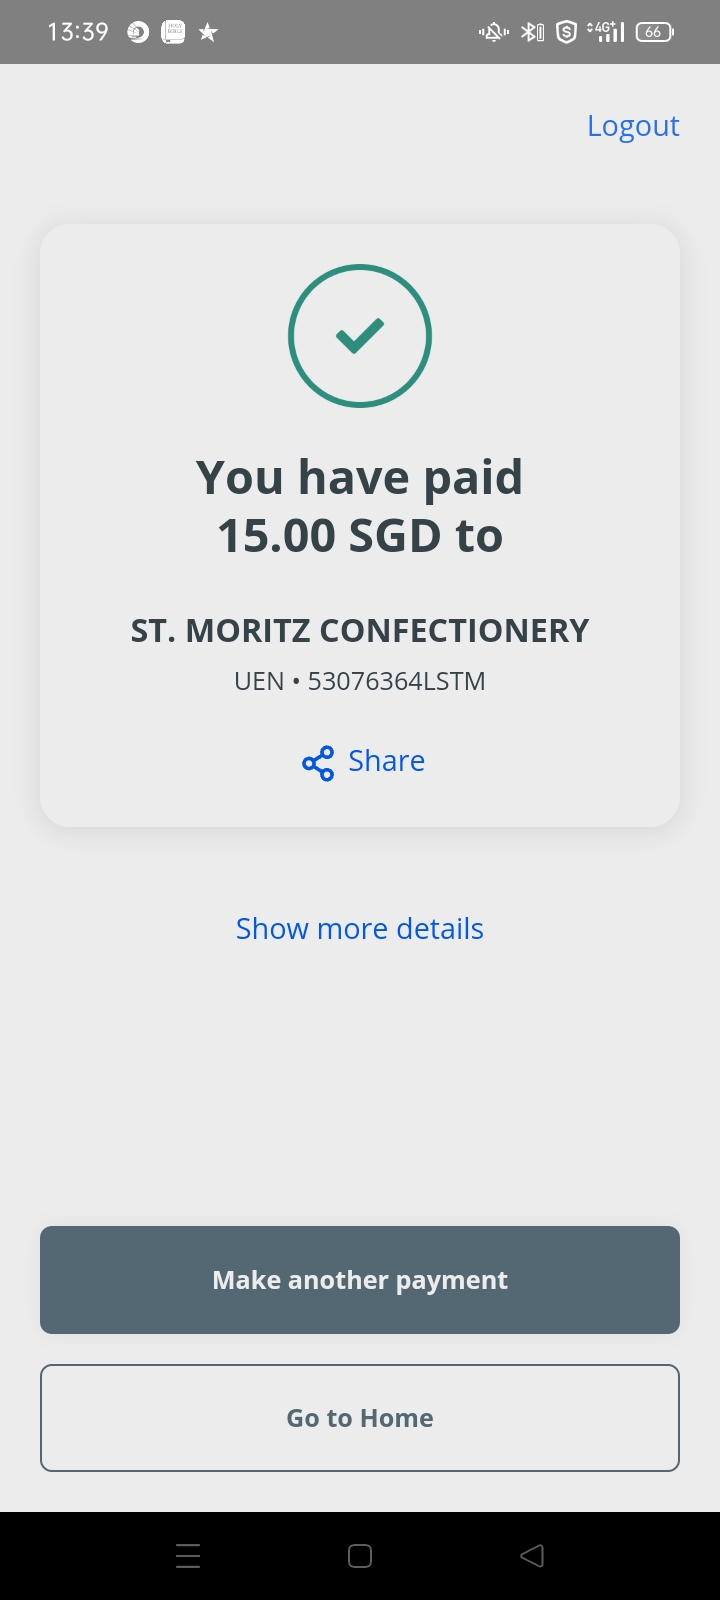 13:39
4G+
66
Logout
You have paid
15.00 SGD to
ST. MORITZ CONFECTIONERY
UEN • 53076364LSTM
Share
Show more details
Make another payment
Go to Home